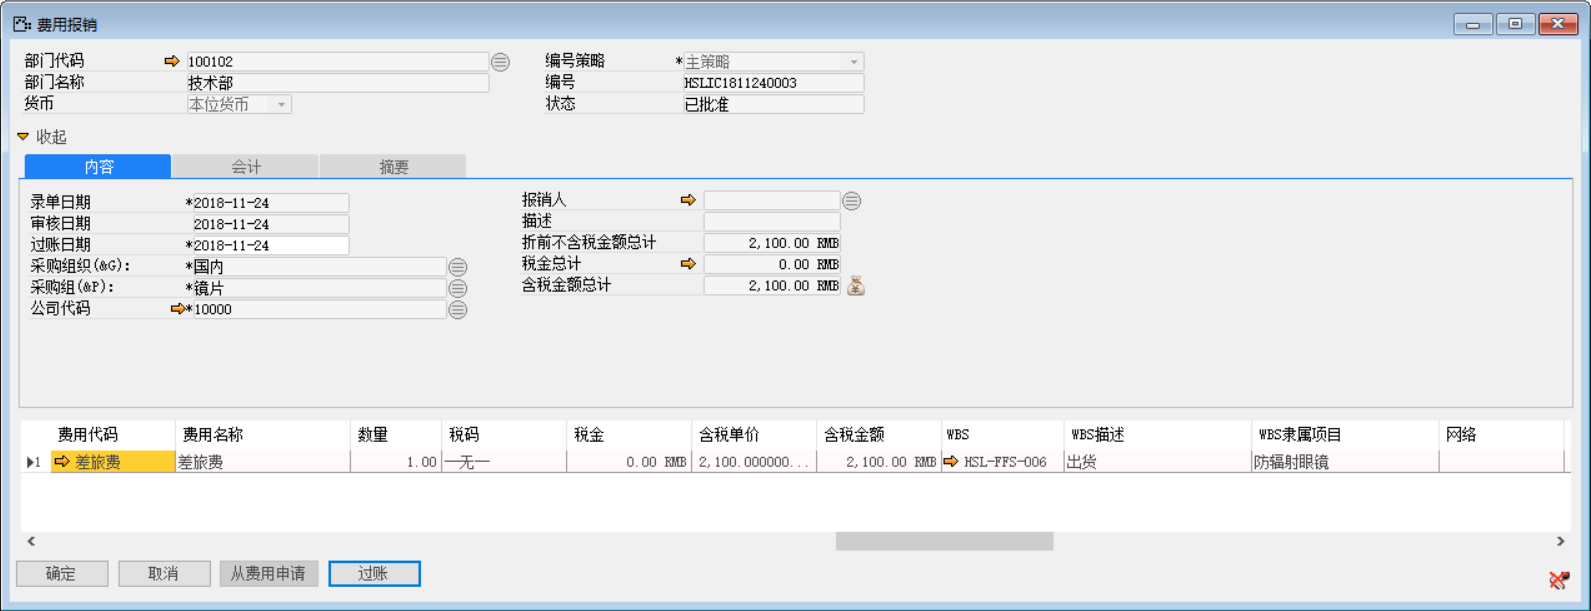 费用报销
部门代码 100102 编号策略 *主策略
部门名称 技术部 编号 HSLIC1811240003
货币 本位货币 状态 已批准
收起
内容 会计 摘要
录单日期 *2018-11-24 报销人
审核日期 2018-11-24 描述
过账日期 *2018-11-24 折前不含税金额总计 2,100.00 RMB
采购组织(&G): *国内 税金总计 0.00 RMB
采购组(&P): *镜片 含税金额总计 2,100.00 RMB
公司代码 *10000
费用代码 费用名称 数量 税码 税金 含税单价 含税金额 WBS WBS描述 WBS隶属项目 网络
1 差旅费 差旅费 1.00 —无— 0.00 RMB 2,100.000000... 2,100.00 RMB HSL-FFS-006 出货 防辐射眼镜
确定 取消 从费用申请 过账